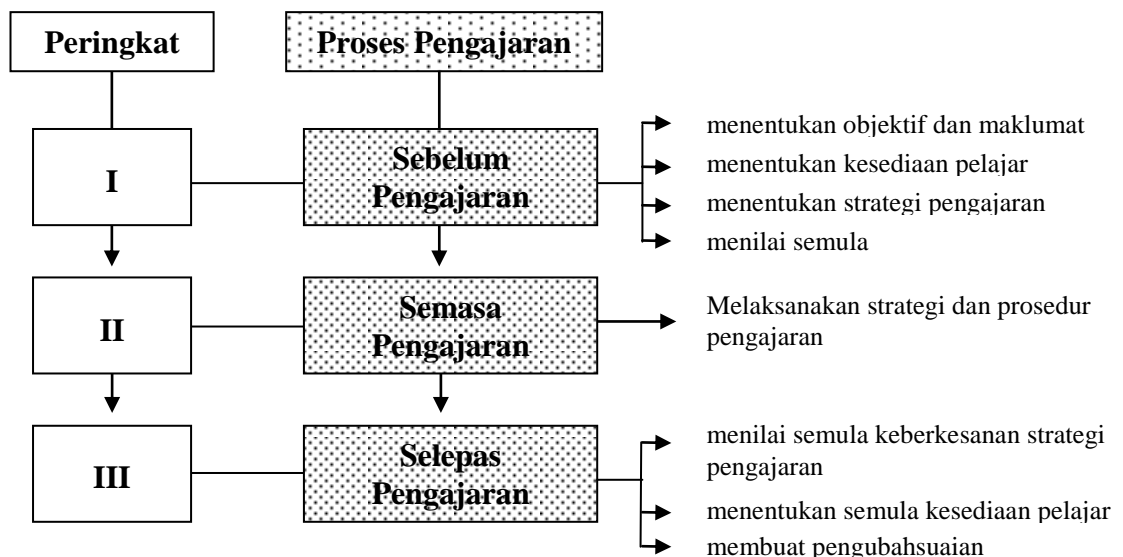 Peringkat
Proses Pengajaran
I
Sebelum
Pengajaran
menentukan objektif dan maklumat
menentukan kesediaan pelajar
menentukan strategi pengajaran
menilai semula
II
Semasa
Pengajaran
Melaksanakan strategi dan prosedur
pengajaran
III
Selepas
Pengajaran
menilai semula keberkesanan strategi
pengajaran
menentukan semula kesediaan pelajar
membuat pengubahsuaian